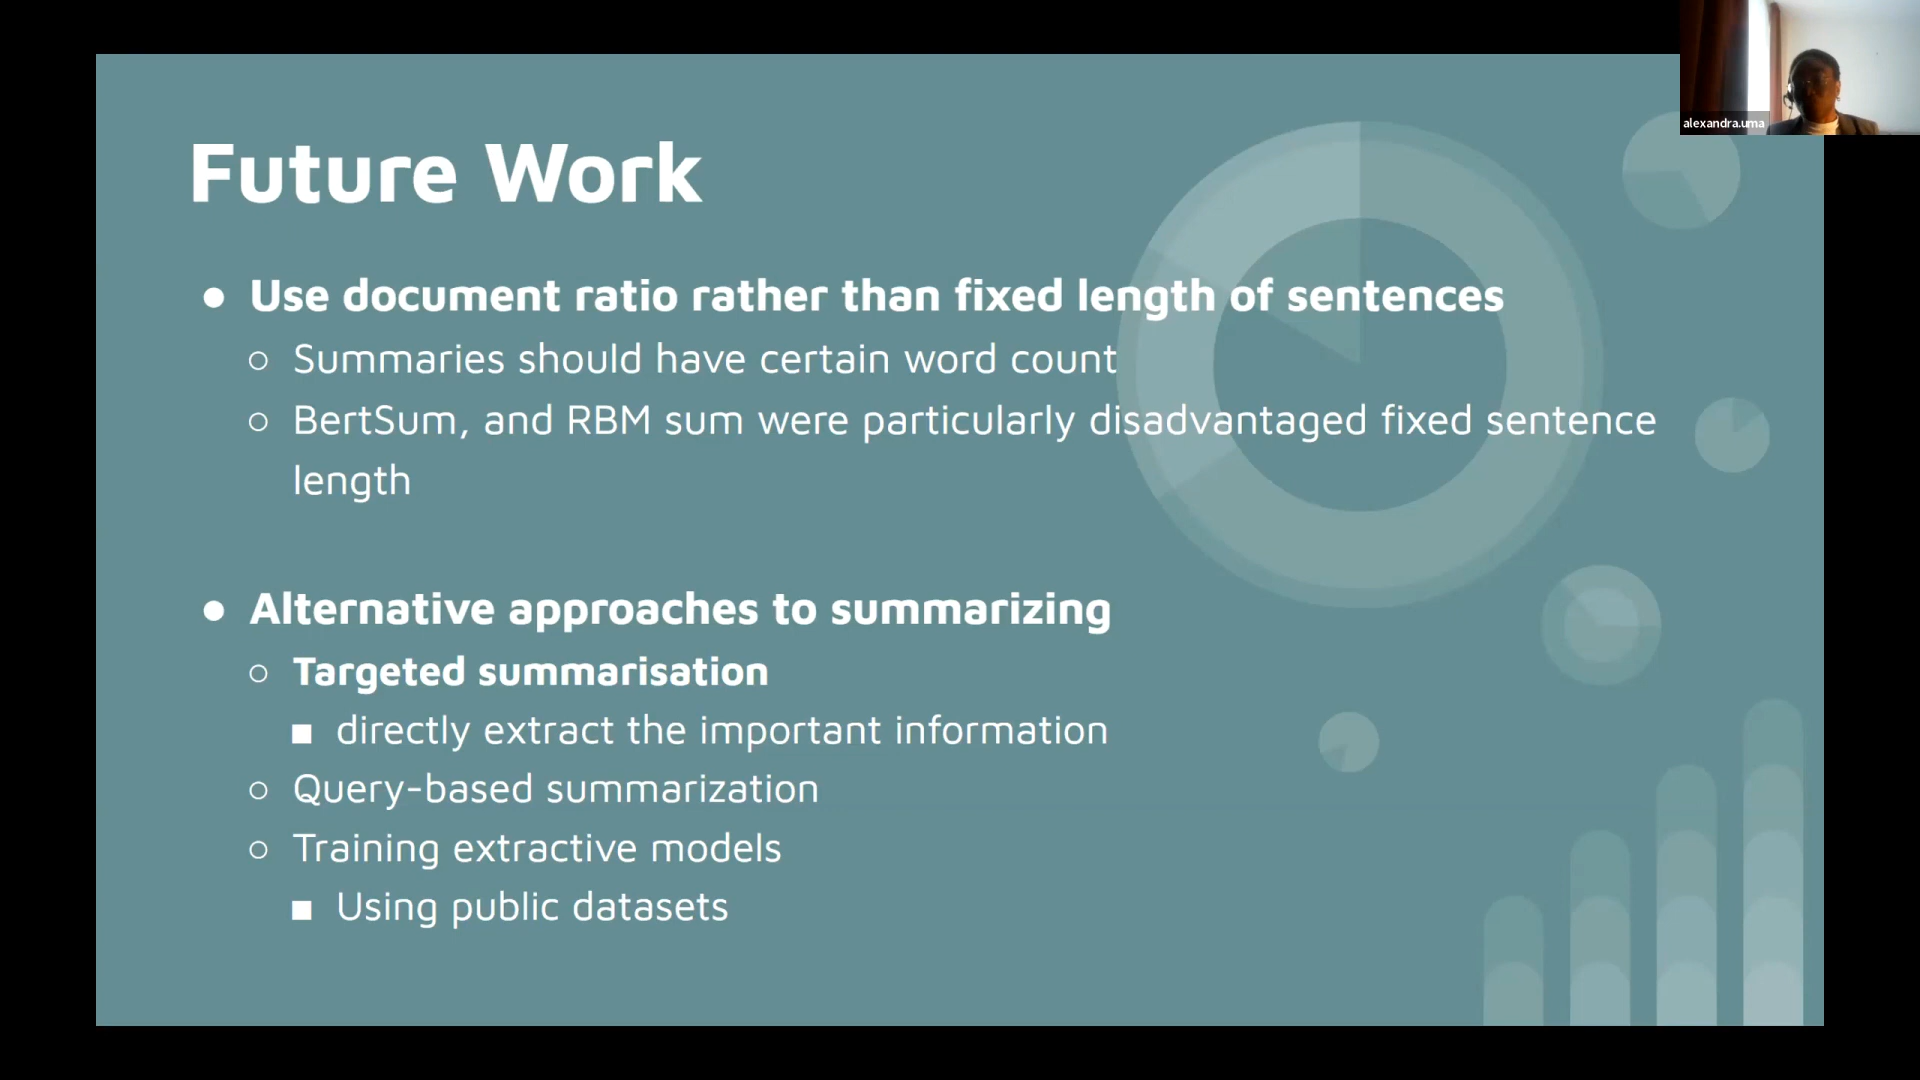 alexandra.uma
Future Work
● Use document ratio rather than fixed length of sentences
○ Summaries should have certain word count
○ BertSum, and RBM sum were particularly disadvantaged fixed sentence
length
● Alternative approaches to summarizing
○ Targeted summarisation
■ directly extract the important information
○ Query-based summarization
○ Training extractive models
■ Using public datasets